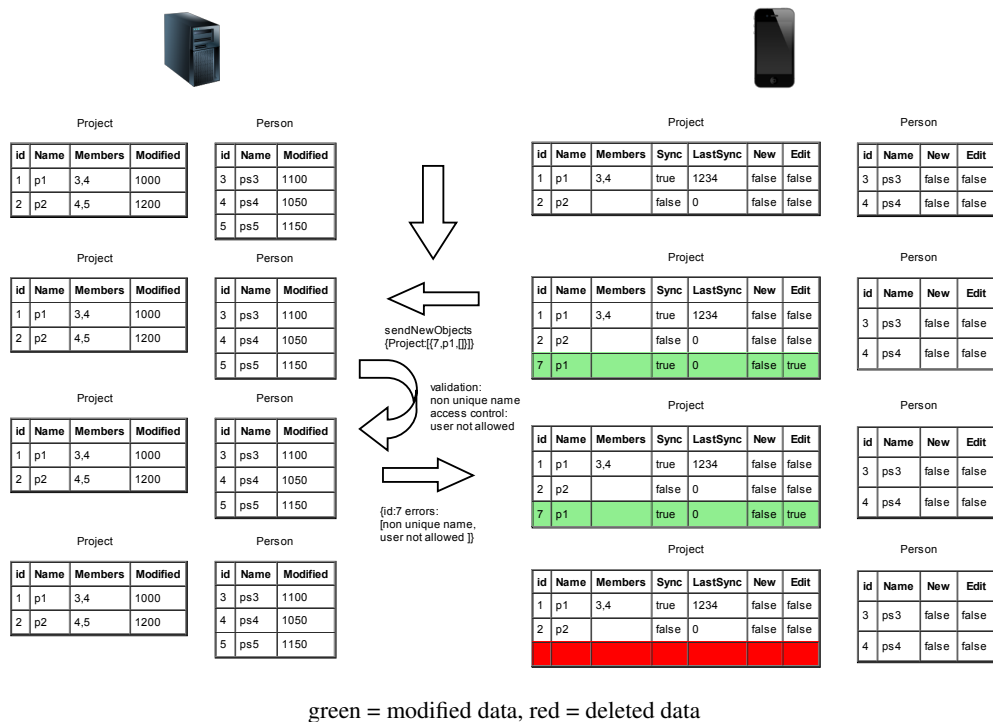 Project Person Project Person
id Name Members Modified id Name Modified id Name Members Sync LastSync New Edit id Name New Edit
1 p1 3,4 1000 3 ps3 1100 1 p1 3,4 true 1234 false false 3 ps3 false false
2 p2 4,5 1200 4 ps4 1050 2 p2 false 0 false false 4 ps4 false false
5 ps5 1150
Project Person Project Person
id Name Members Modified id Name Modified id Name Members Sync LastSync New Edit id Name New Edit
1 p1 3,4 1000 3 ps3 1100 1 p1 3,4 true 1234 false false 3 ps3 false false
2 p2 4,5 1200 4 ps4 1050 2 p2 false 0 false false 4 ps4 false false
5 ps5 1150 7 p1 true 0 false true
sendNewObjects
{Project:[{7,p1,[]}]}
validation:
non unique name
access control:
user not allowed
Project Person Project Person
id Name Members Modified id Name Modified id Name Members Sync LastSync New Edit id Name New Edit
1 p1 3,4 1000 3 ps3 1100 1 p1 3,4 true 1234 false false 3 ps3 false false
2 p2 4,5 1200 4 ps4 1050 2 p2 false 0 false false 4 ps4 false false
5 ps5 1150 7 p1 true 0 false true
{id:7 errors:
[non unique name,
user not allowed ]}
Project Person Project Person
id Name Members Modified id Name Modified id Name Members Sync LastSync New Edit id Name New Edit
1 p1 3,4 1000 3 ps3 1100 1 p1 3,4 true 1234 false false 3 ps3 false false
2 p2 4,5 1200 4 ps4 1050 2 p2 false 0 false false 4 ps4 false false
5 ps5 1150
green = modified data, red = deleted data